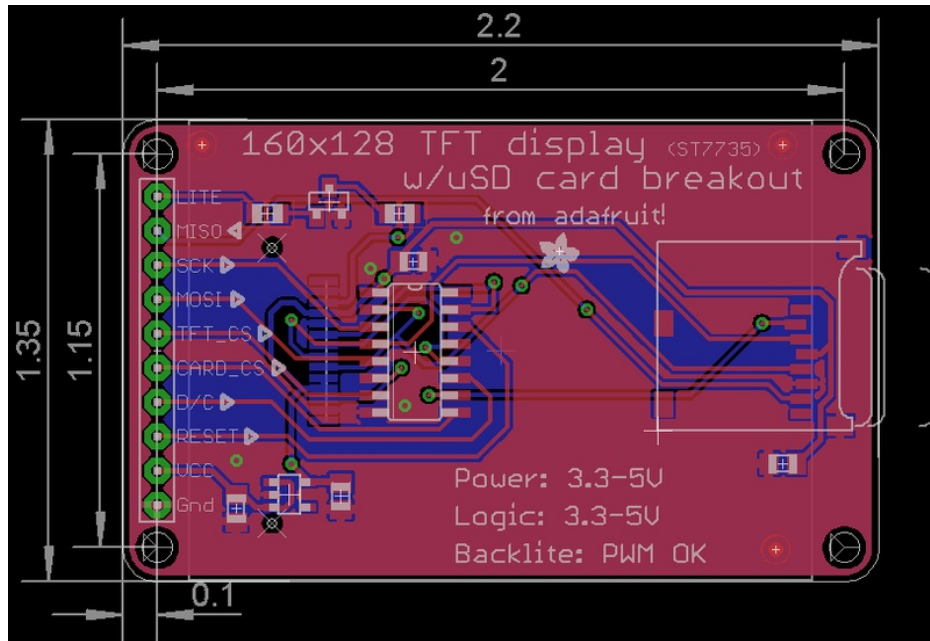 2.2
2
160x128 TFT display (ST7735)
w/uSD card breakout
from adafruit!
LITE
MISO
SCK
MOSI
TFT_CS
CARD_CS
D/C
RESET
VCC
Gnd
1.35
1.15
Power: 3.3-5V
Logic: 3.3-5V
Backlite: PWM OK
0.1